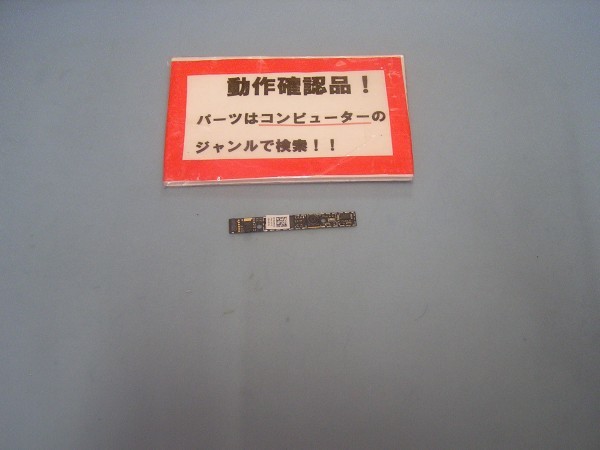 動作確認品！
パーツはコンピューターの
ジャンルで検索！！